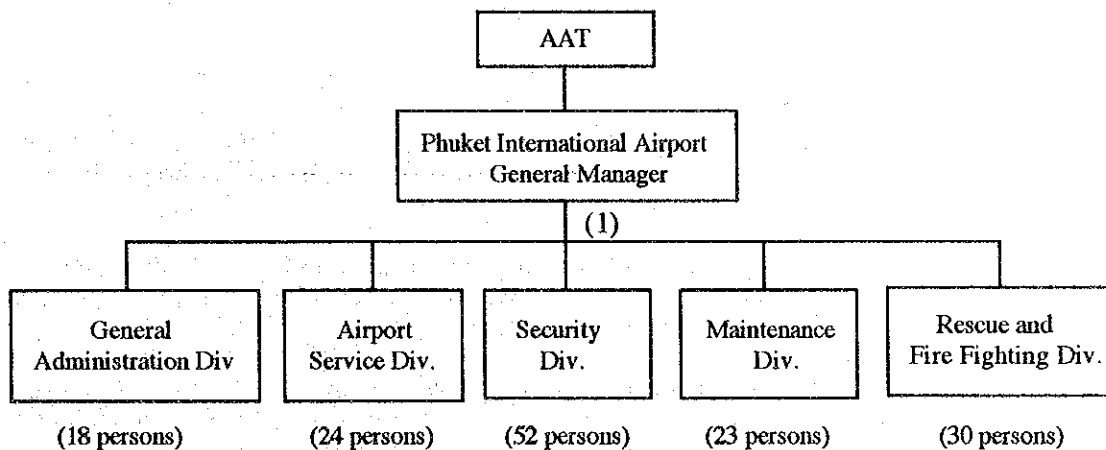 AAT
Phuket International Airport
General Manager
(1)
General
Administration Div
Airport
Service Div.
Security
Div.
Maintenance
Div.
Rescue and
Fire Fighting Div.
(18 persons)
(24 persons)
(52 persons)
(23 persons)
(30 persons)